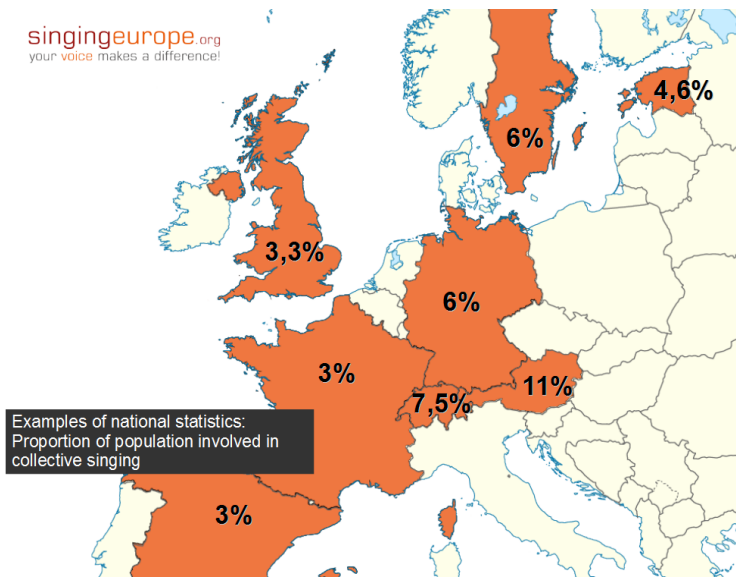 singingeurope.org
your voice makes a difference!
4,6%
6%
3,3%
6%
3%
11%
7,5%
Examples of national statistics:
Proportion of population involved in
collective singing
3%